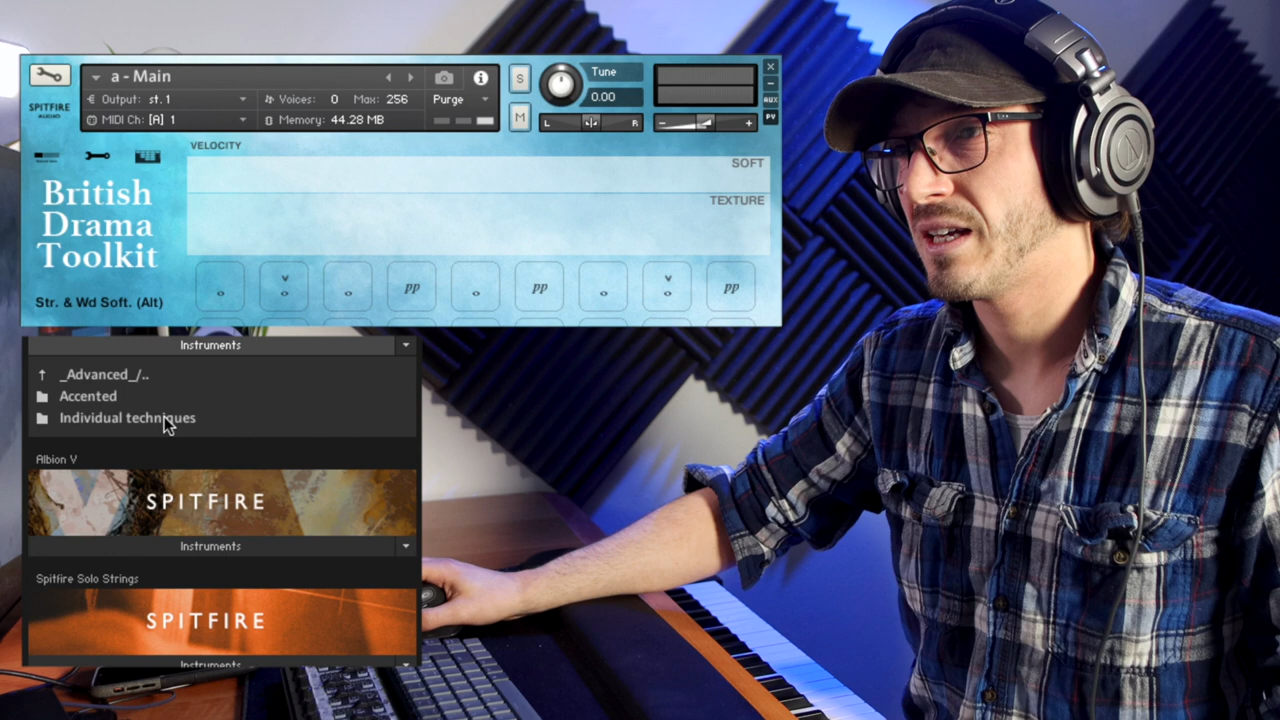 a - Main
Output: st. 1
Voices: 0 Max: 256
Purge
MIDI Ch: [A] 1
Memory: 44.28 MB
S
M
Tune
0.00
L
R
AUX
PV
SPITFIRE
AUDIO
British
Drama
Toolkit
Str. & Wd Soft. (Alt)
VELOCITY
SOFT
TEXTURE
pp
pp
pp
Instruments
_Advanced_/..
Accented
Individual techniques
Albion V
SPITFIRE
Instruments
Spitfire Solo Strings
SPITFIRE
Instruments